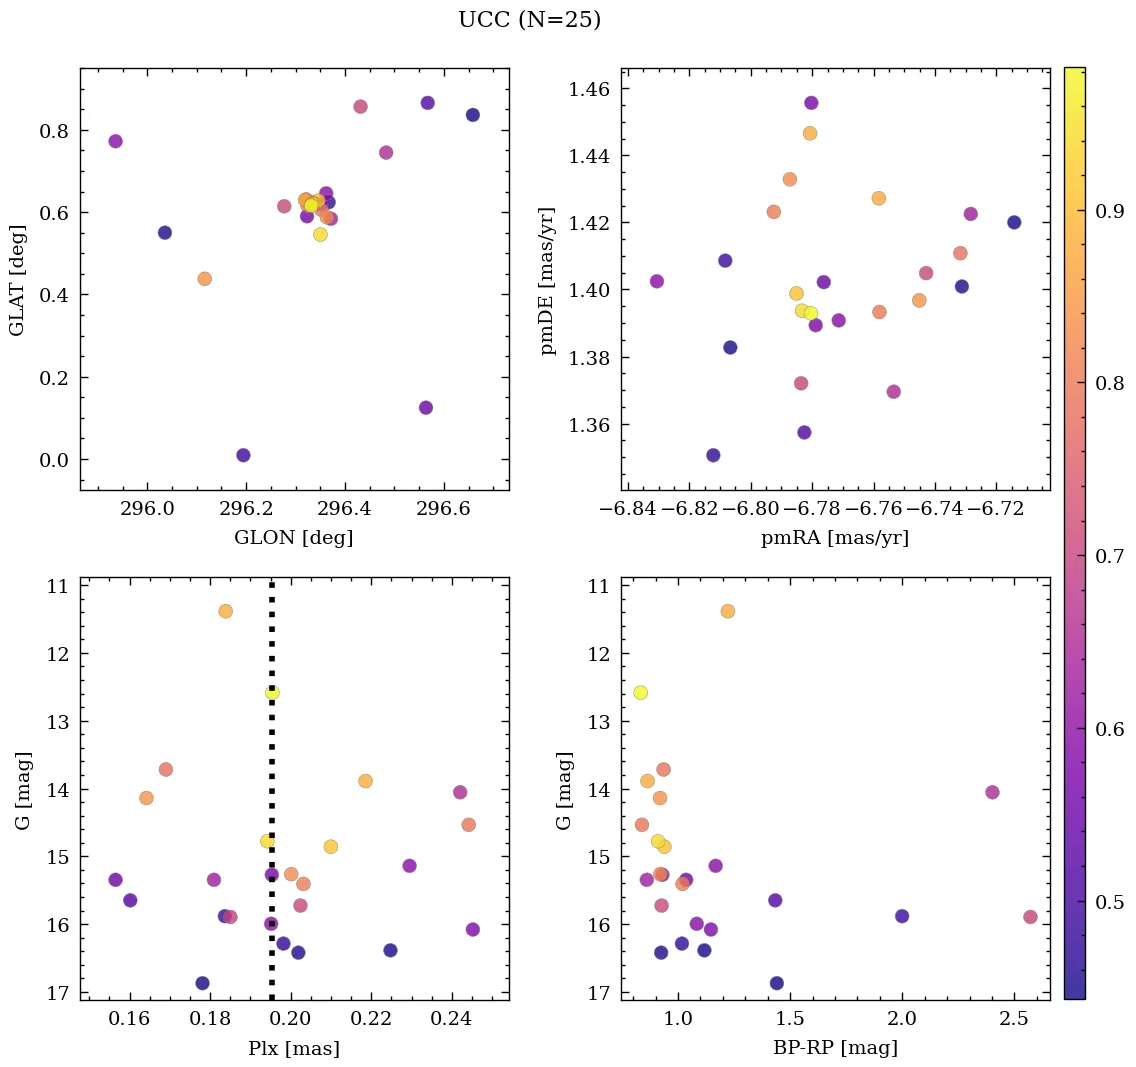 UCC (N=25)
0.8
0.6
0.4
0.2
0.0
GLAT [deg]
296.0 296.2 296.4 296.6
GLON [deg]
1.46
1.44
1.42
1.40
1.38
1.36
pmDE [mas/yr]
−6.84 −6.82 −6.80 −6.78 −6.76 −6.74 −6.72
pmRA [mas/yr]
11
12
13
14
15
16
17
G [mag]
0.16 0.18 0.20 0.22 0.24
Plx [mas]
11
12
13
14
15
16
17
G [mag]
1.0 1.5 2.0 2.5
BP-RP [mag]
0.9
0.8
0.7
0.6
0.5